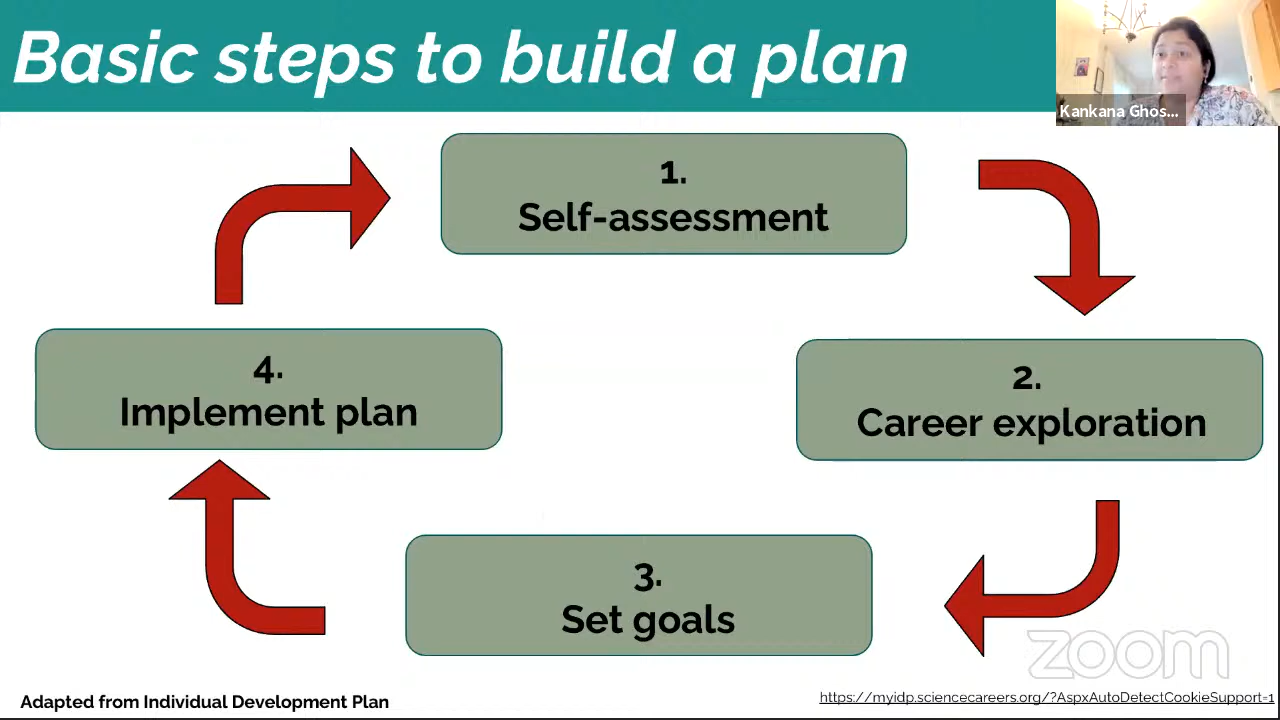 Basic steps to build a plan
Kankana Ghos...
1.
Self-assessment
2.
Career exploration
3.
Set goals
4.
Implement plan
zoom
Adapted from Individual Development Plan
https://myidp.sciencecareers.org/?AspxAutoDetectCookieSupport=1